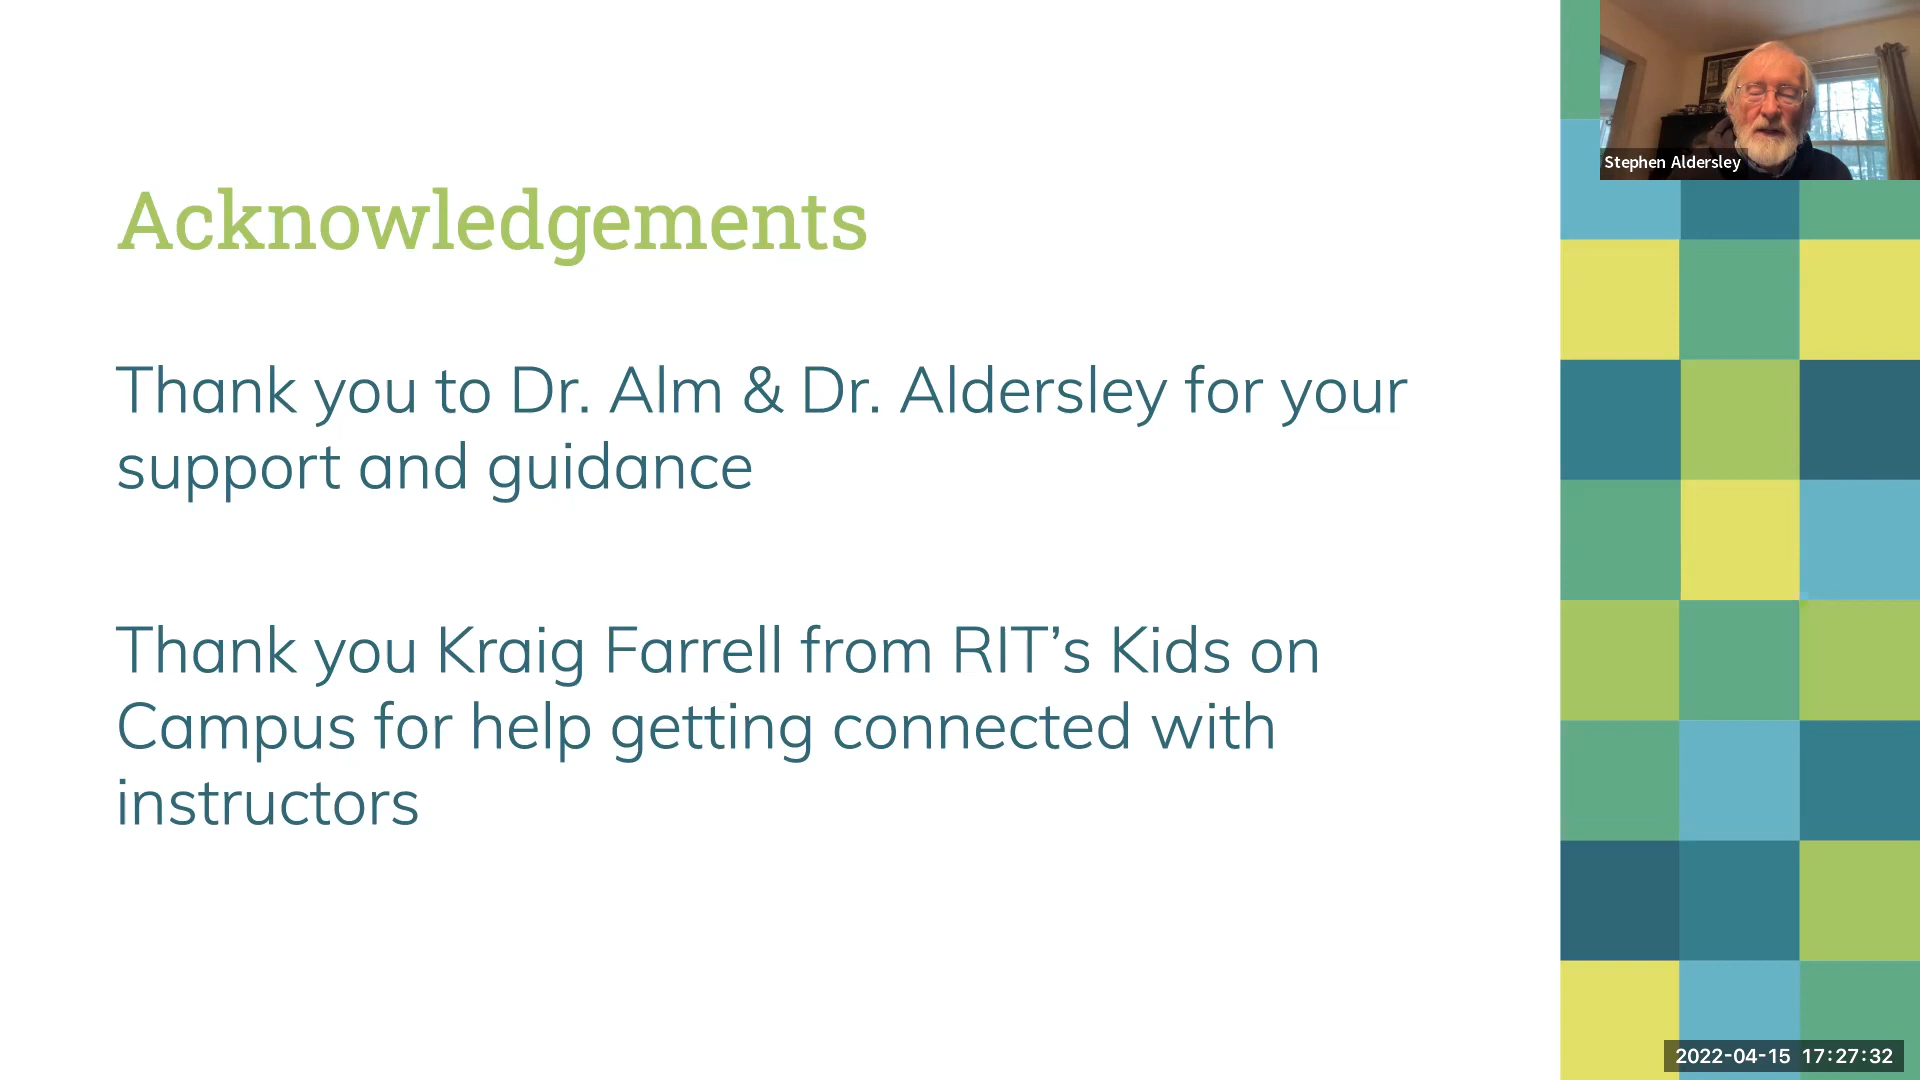 Stephen Aldersley
Acknowledgements
Thank you to Dr. Alm & Dr. Aldersley for your
support and guidance
Thank you Kraig Farrell from RIT’s Kids on
Campus for help getting connected with
instructors
2022-04-15 17:27:32